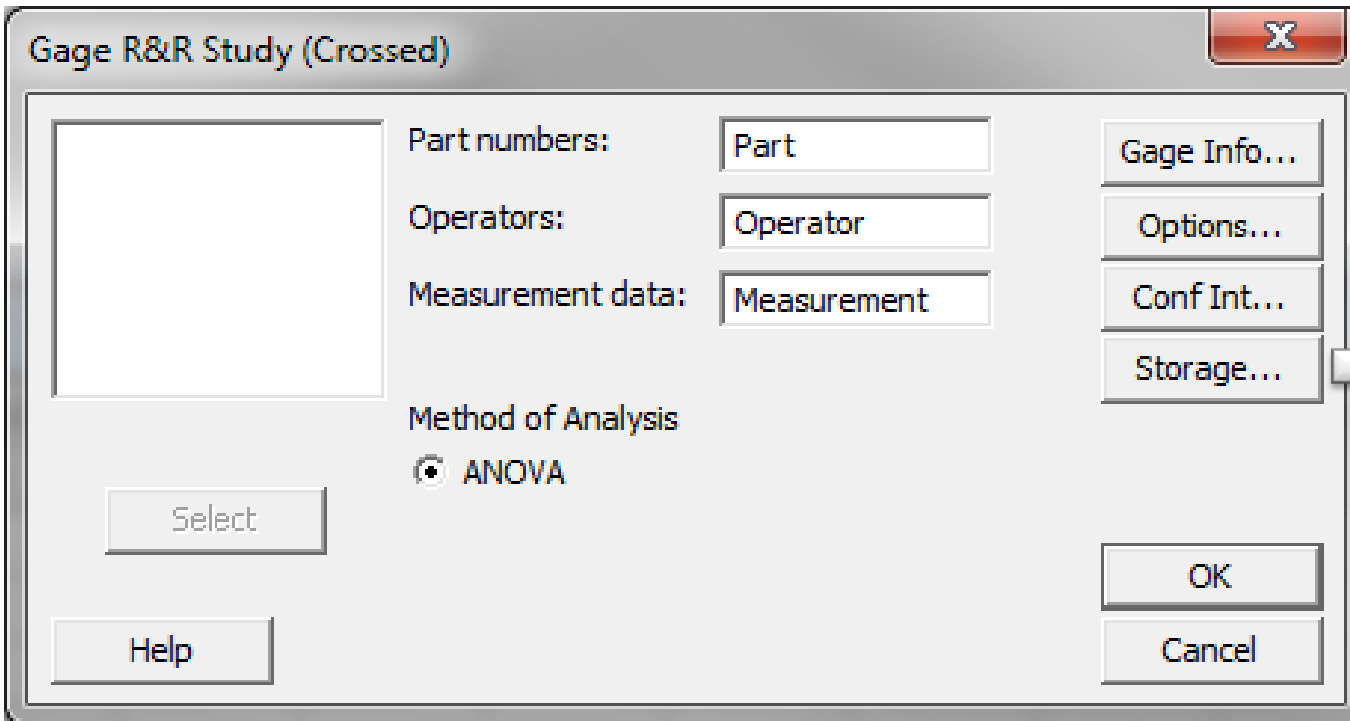 Gage R&R Study (Crossed)
Part numbers:
Part
Operators:
Operator
Measurement data:
Measurement
Method of Analysis
ANOVA
Select
Help
Gage Info...
Options...
Conf Int...
Storage...
OK
Cancel